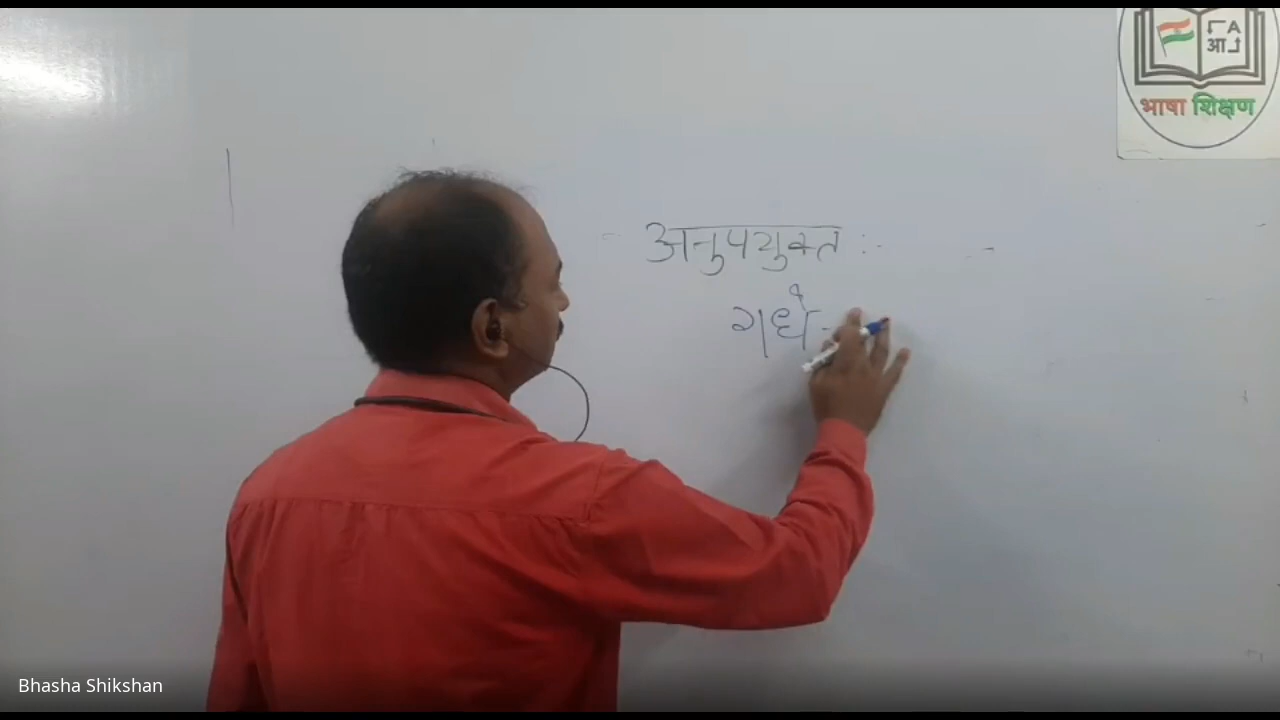 A
आ
भाषा शिक्षण
अनुपयुक्त :-
गधे
Bhasha Shikshan